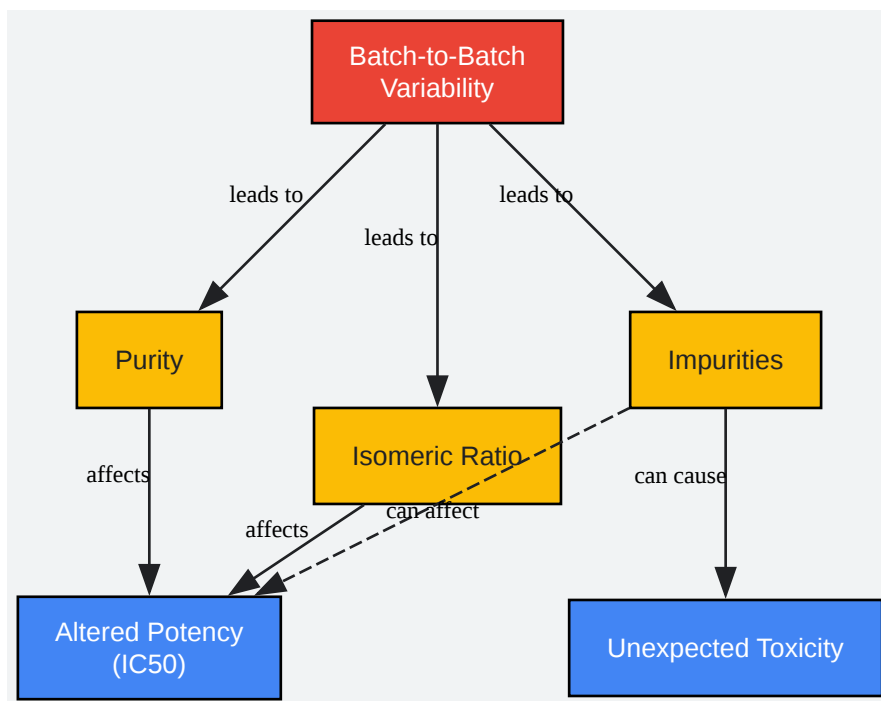 Batch-to-Batch
Variability
leads to
leads to
leads to
Purity
Impurities
Isomeric Ratio
affects
can cause
can affect
affects
Altered Potency
(IC50)
Unexpected Toxicity